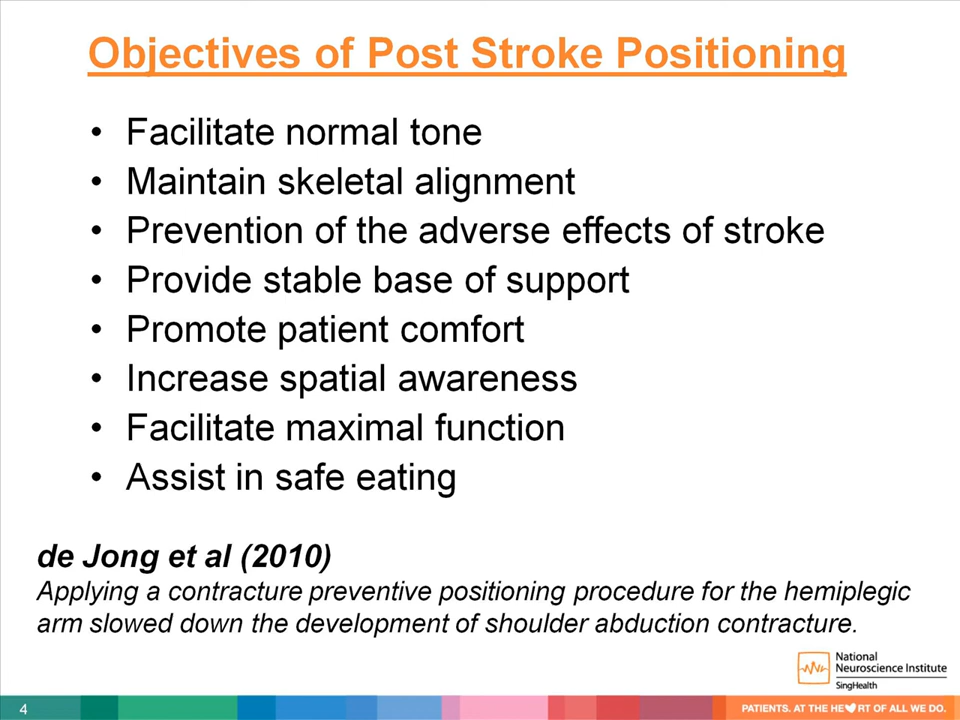 Objectives of Post Stroke Positioning
• Facilitate normal tone
• Maintain skeletal alignment
• Prevention of the adverse effects of stroke
• Provide stable base of support
• Promote patient comfort
• Increase spatial awareness
• Facilitate maximal function
• Assist in safe eating
de Jong et al (2010)
Applying a contracture preventive positioning procedure for the hemiplegic
arm slowed down the development of shoulder abduction contracture.
National
Neuroscience Institute
SingHealth
4
PATIENTS. AT THE HE♥RT OF ALL WE DO.